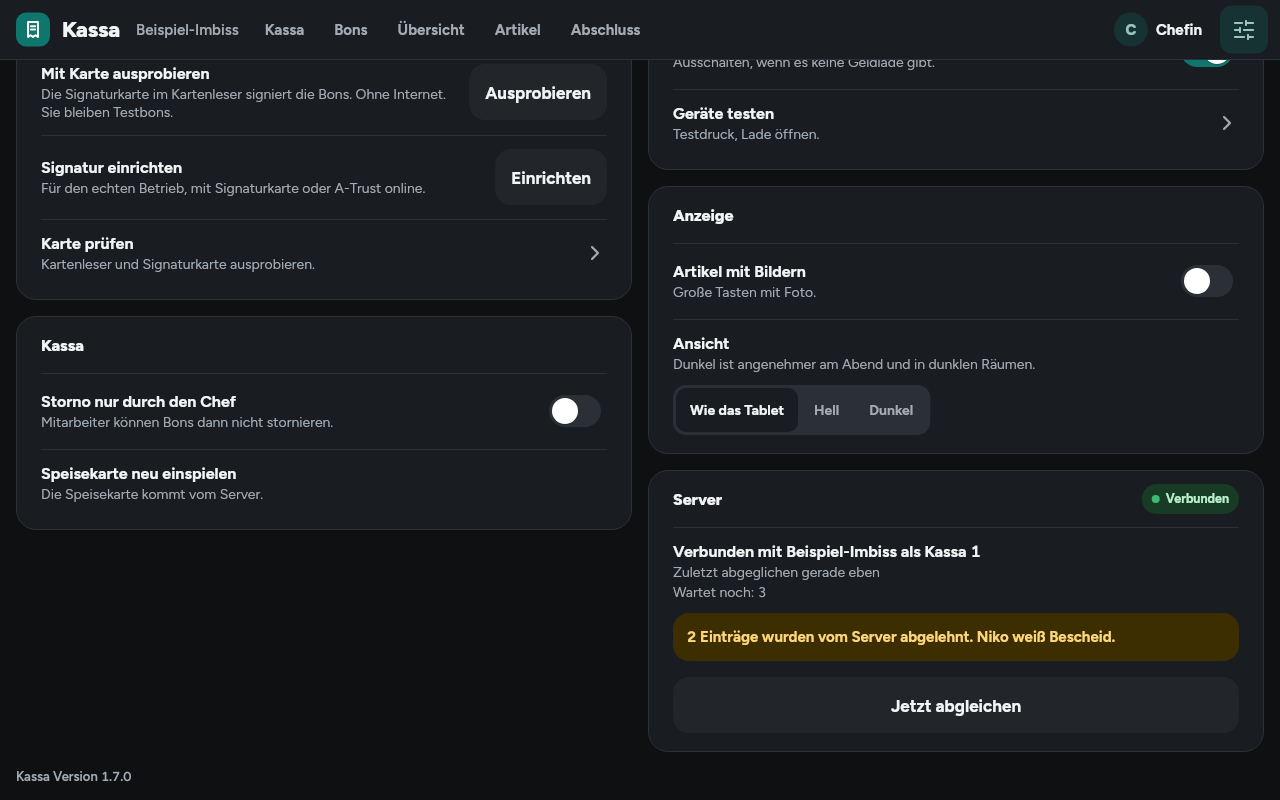 Kassa
Beispiel-Imbiss
Kassa
Bons
Übersicht
Artikel
Abschluss
C
Chefin
Mit Karte ausprobieren
Die Signaturkarte im Kartenleser signiert die Bons. Ohne Internet.
Sie bleiben Testbons.
Ausprobieren
Signatur einrichten
Für den echten Betrieb, mit Signaturkarte oder A-Trust online.
Einrichten
Karte prüfen
Kartenleser und Signaturkarte ausprobieren.
Kassa
Storno nur durch den Chef
Mitarbeiter können Bons dann nicht stornieren.
Speisekarte neu einspielen
Die Speisekarte kommt vom Server.
Ausschalten, wenn es keine Geldlade gibt.
Geräte testen
Testdruck, Lade öffnen.
Anzeige
Artikel mit Bildern
Große Tasten mit Foto.
Ansicht
Dunkel ist angenehmer am Abend und in dunklen Räumen.
Wie das Tablet
Hell
Dunkel
Server
Verbunden
Verbunden mit Beispiel-Imbiss als Kassa 1
Zuletzt abgeglichen gerade eben
Wartet noch: 3
2 Einträge wurden vom Server abgelehnt. Niko weiß Bescheid.
Jetzt abgleichen
Kassa Version 1.7.0